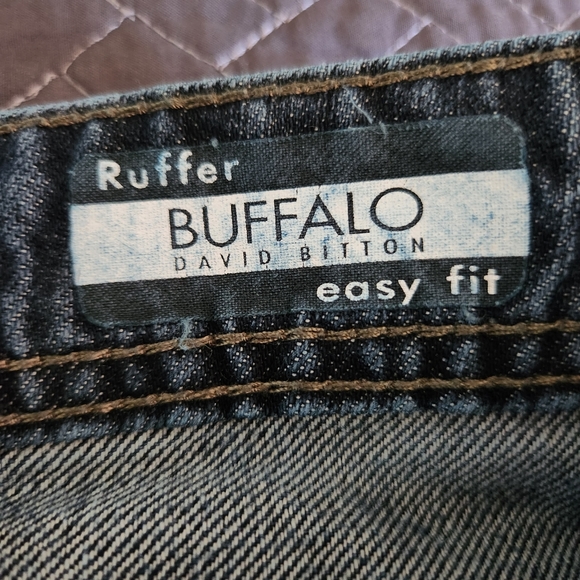 Ruffer
BUFFALO
DAVID BITTON
easy fit